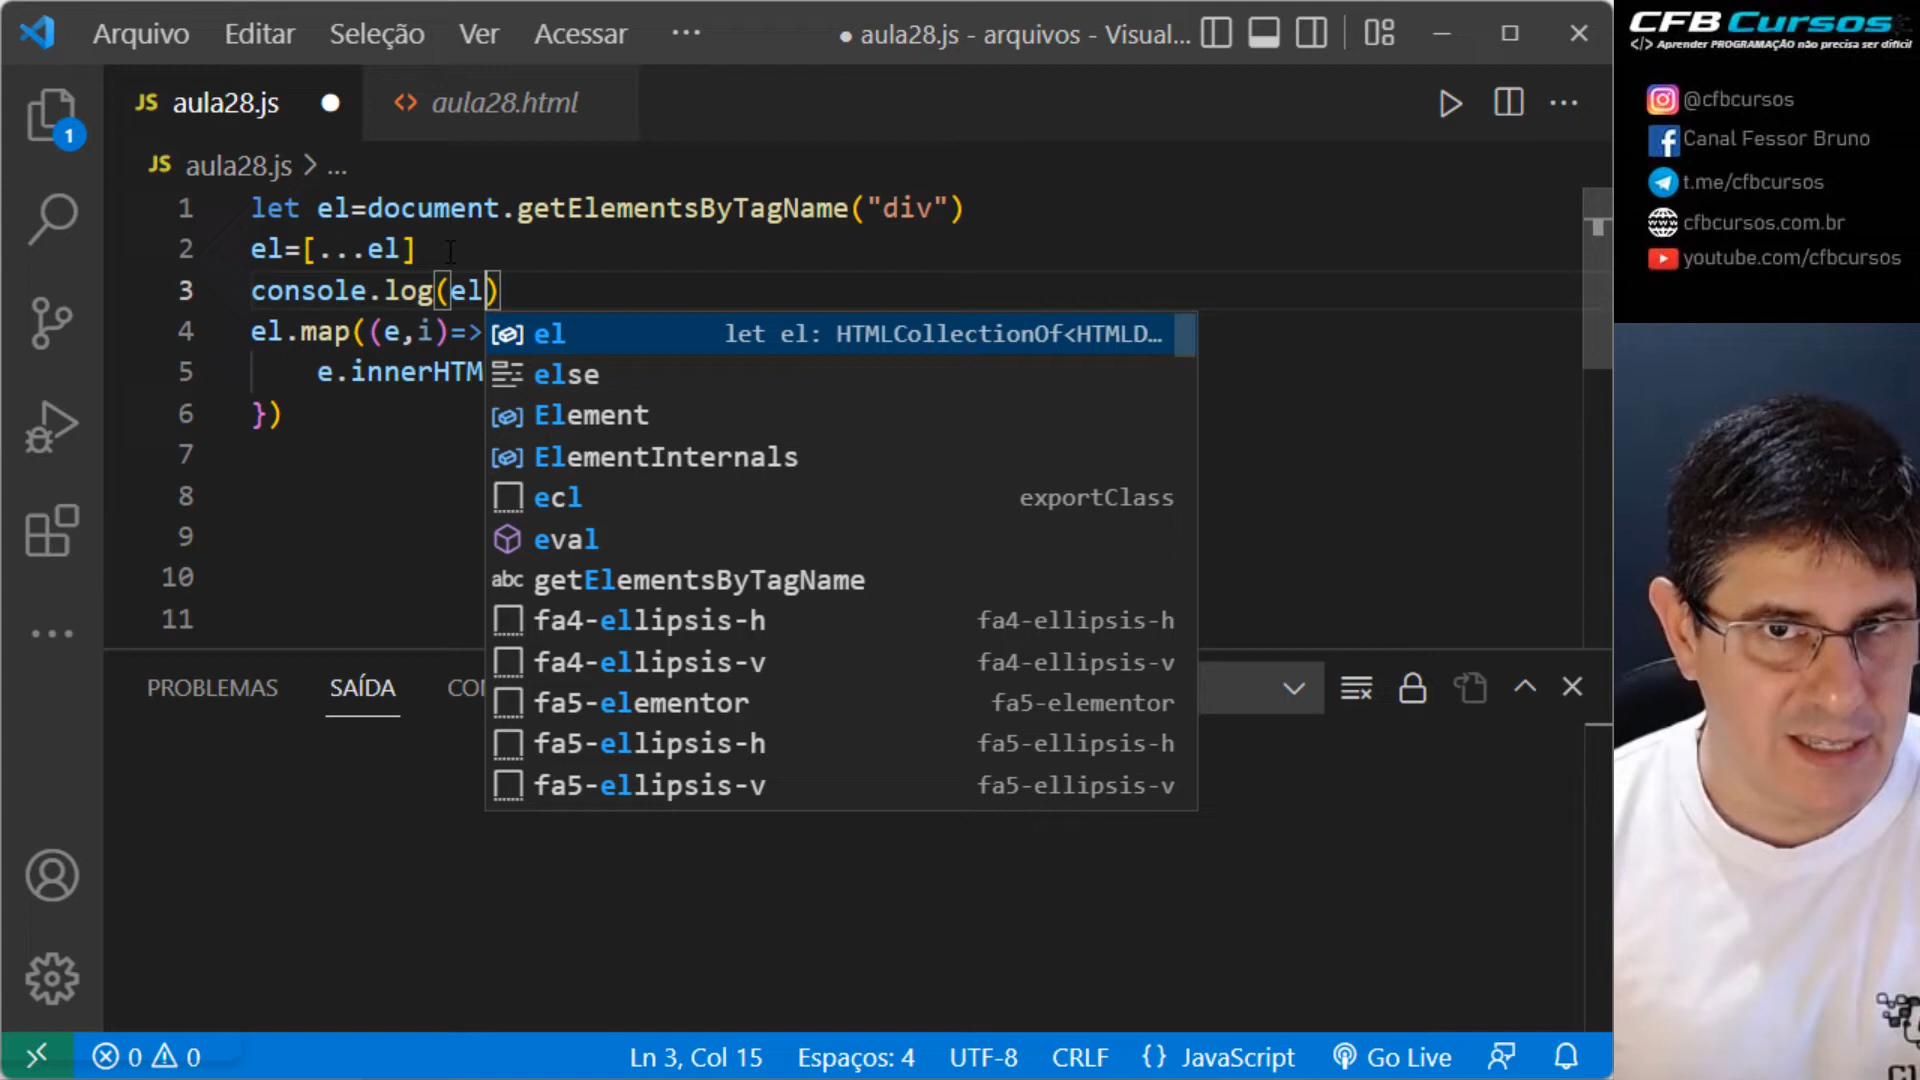 Arquivo Editar Seleção Ver Acessar ... ● aula28.js - arquivos - Visual...
JS aula28.js ● <> aula28.html ...
1
JS aula28.js > ...
1 let el=document.getElementsByTagName("div")
2 el=[...el]
3 console.log(el)
4 el.map((e,i)=>
5 e.innerHTM
6 })
7
8
9
10
11
el let el: HTMLCollectionOf<HTMLD...
else
Element
ElementInternals
ecl exportClass
eval
abc getElementsByTagName
fa4-ellipsis-h fa4-ellipsis-h
fa4-ellipsis-v fa4-ellipsis-v
fa5-elementor fa5-elementor
fa5-ellipsis-h fa5-ellipsis-h
fa5-ellipsis-v fa5-ellipsis-v
PROBLEMAS SAÍDA CO
0 0 Ln 3, Col 15 Espaços: 4 UTF-8 CRLF {} JavaScript Go Live
CFB Cursos
</> Aprender PROGRAMAÇÃO não precisa ser difícil
@cfbcursos
Canal Fessor Bruno
t.me/cfbcursos
cfbcursos.com.br
youtube.com/cfbcursos